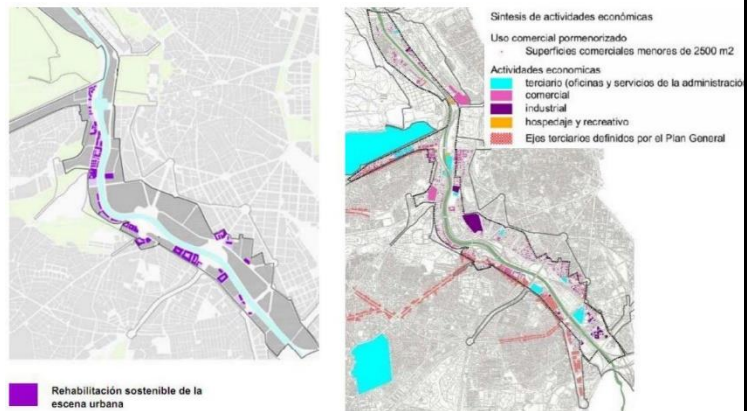 Rehabilitación sostenible de la
escena urbana
Sintesis de actividades económicas
Uso comercial pormenorizado
Superficies comerciales menores de 2500 m2
Actividades economicas
terciario (oficinas y servicios de la administració
comercial
industrial
hospedaje y recreativo
Ejes terciarios definidos por el Plan General